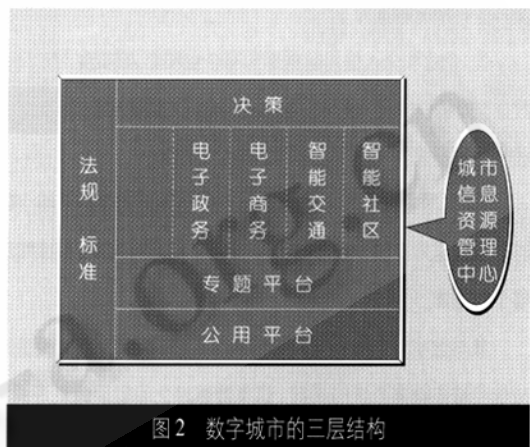 决策
法规 标准
电子政务
电子商务
智能交通
智能社区
专题平台
公用平台
城市
信息
资源
管理
中心
图2 数字城市的三层结构